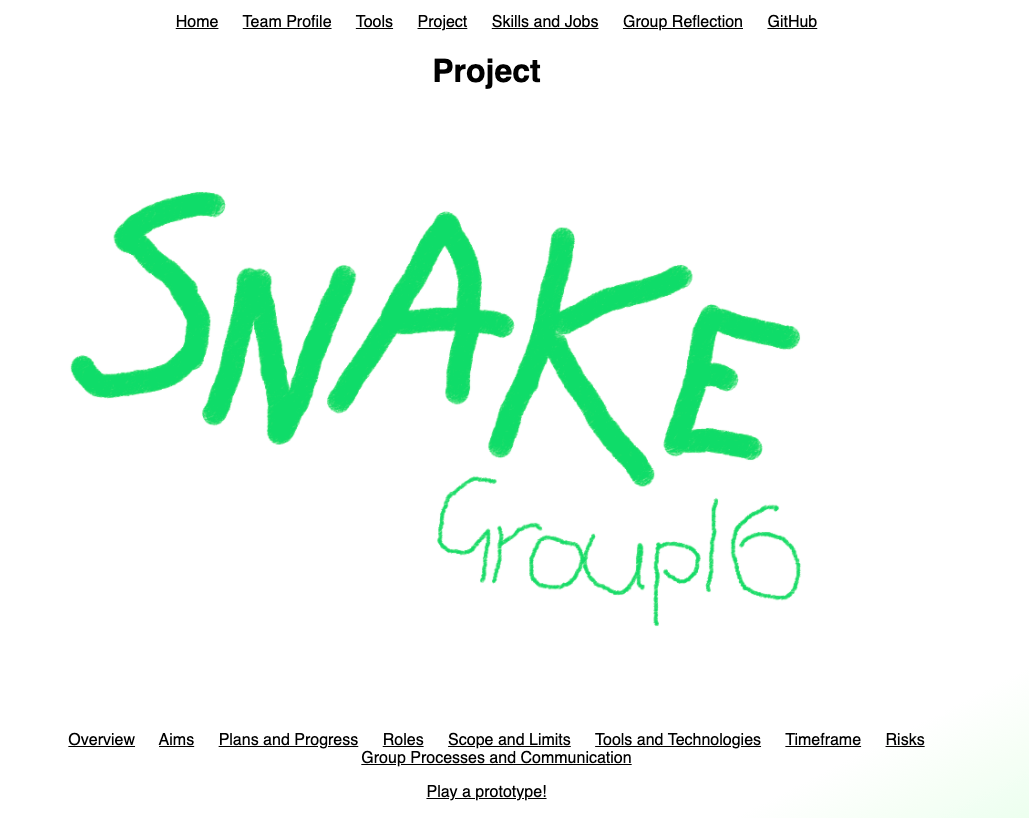 Home Team Profile Tools Project Skills and Jobs Group Reflection GitHub
Project
SNAKE
Group16
Overview Aims Plans and Progress Roles Scope and Limits Tools and Technologies Timeframe Risks
Group Processes and Communication
Play a prototype!